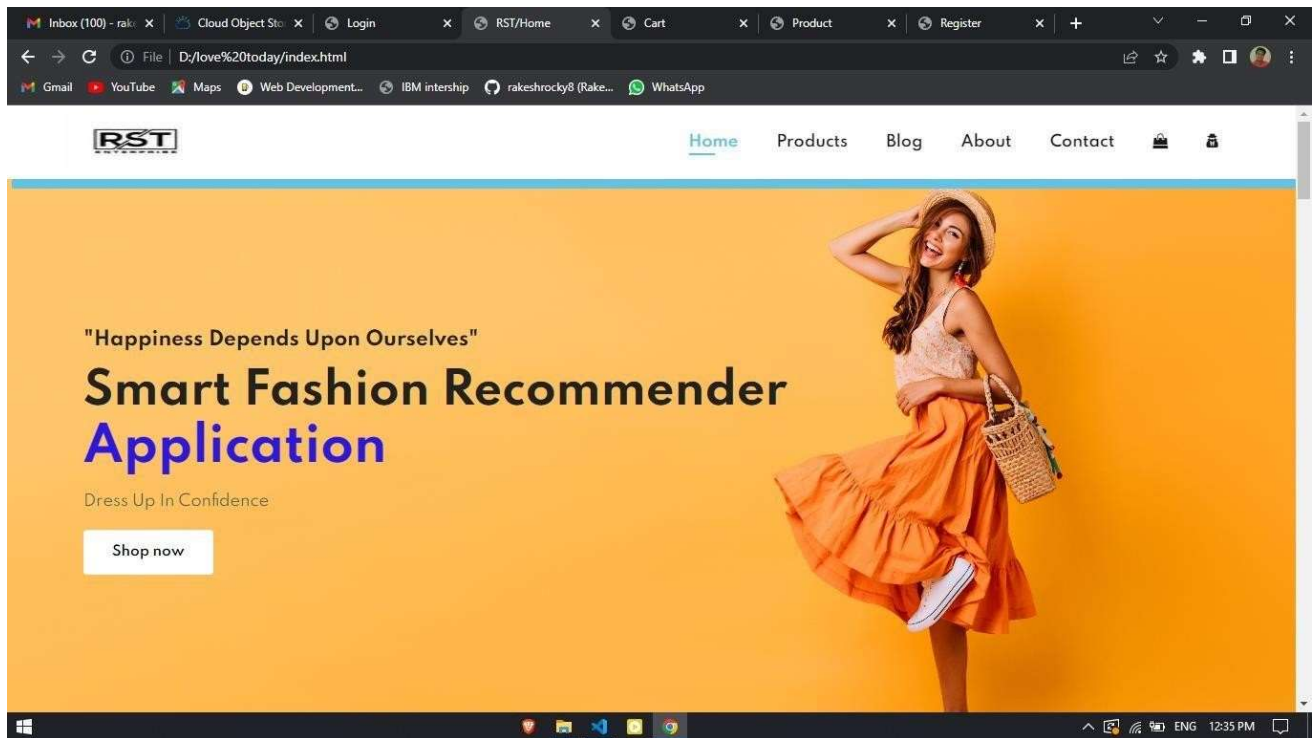 Inbox (100) - rake
Cloud Object Sto
Login
RST/Home
Cart
Product
Register
File
D:/love%20today/index.html
Gmail
YouTube
Maps
Web Development...
IBM intership
rakeshrocky8 (Rake...
WhatsApp
RST
ENTERPRISE
Home
Products
Blog
About
Contact
"Happiness Depends Upon Ourselves"
Smart Fashion Recommender
Application
Dress Up In Confidence
Shop now
ENG
12:35 PM